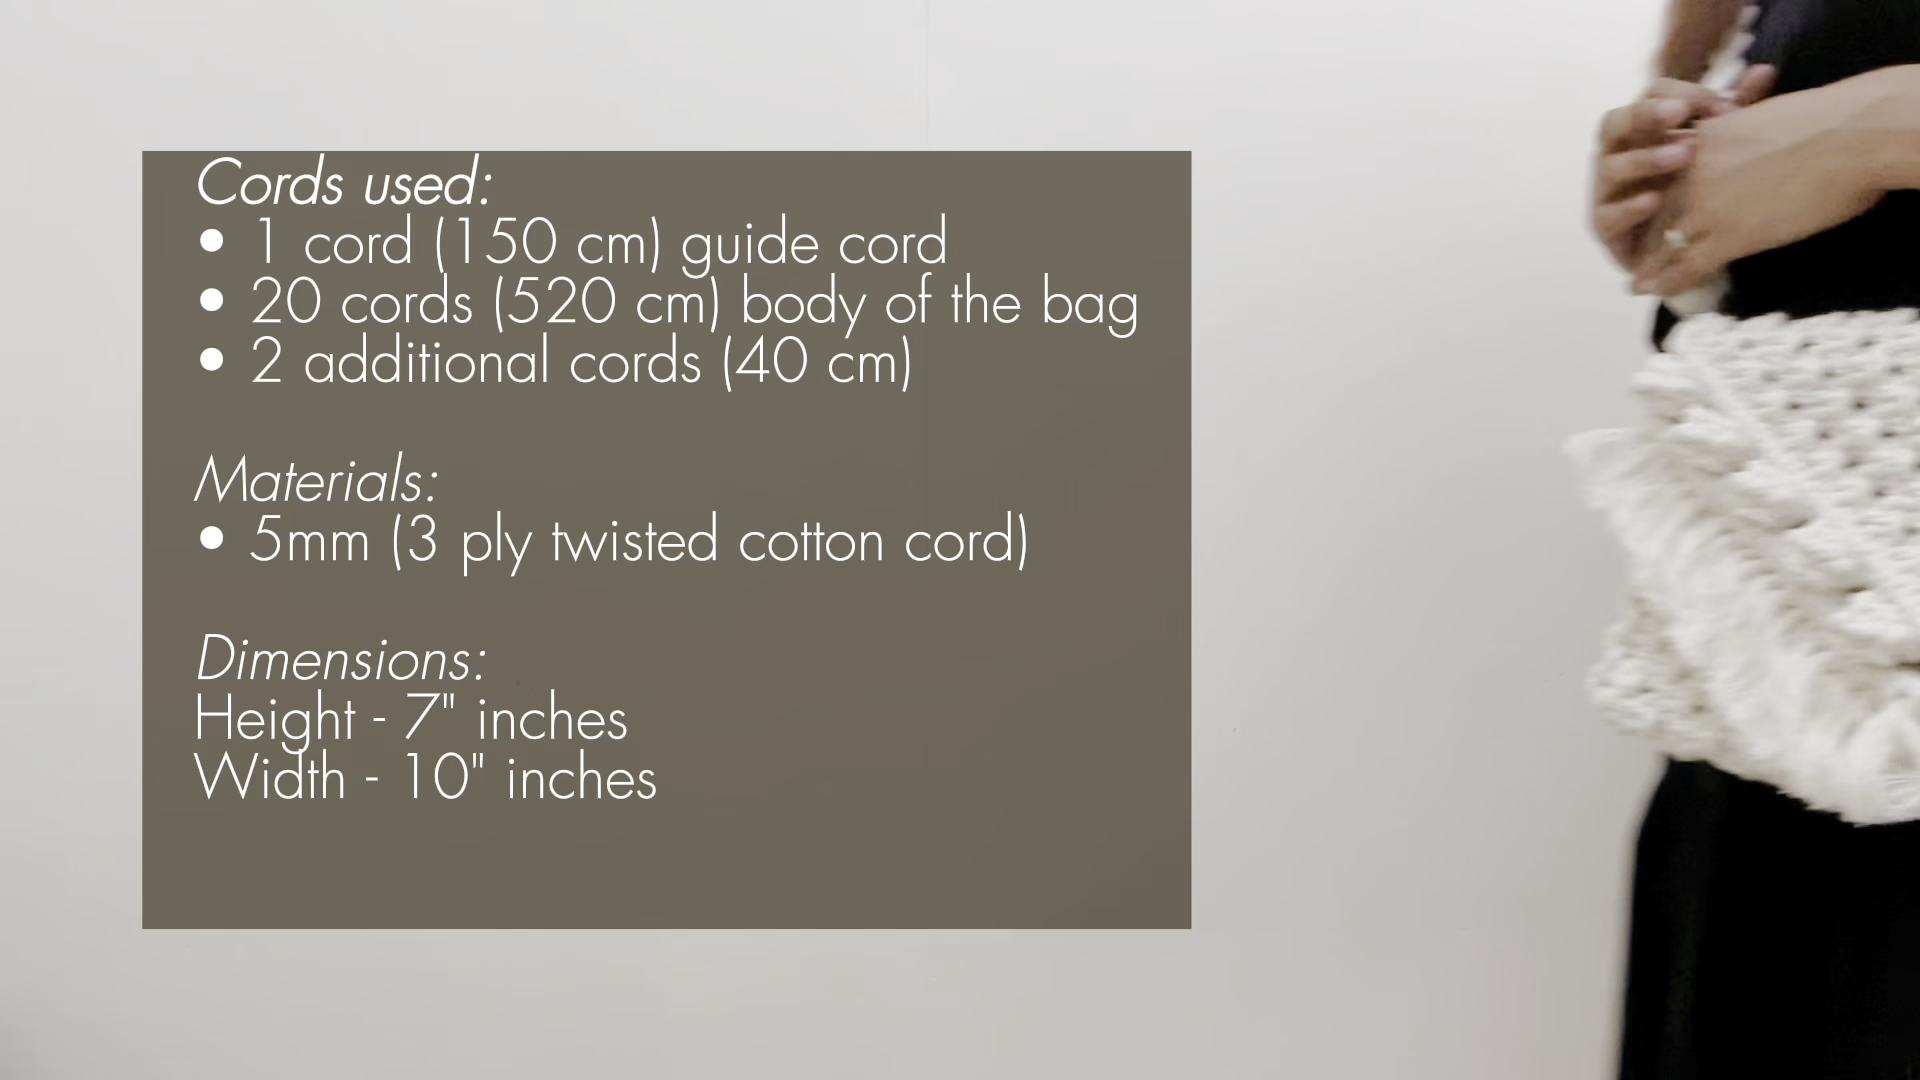 Cords used:
• 1 cord (150 cm) guide cord
• 20 cords (520 cm) body of the bag
• 2 additional cords (40 cm)
Materials:
• 5mm (3 ply twisted cotton cord)
Dimensions:
Height - 7" inches
Width - 10" inches